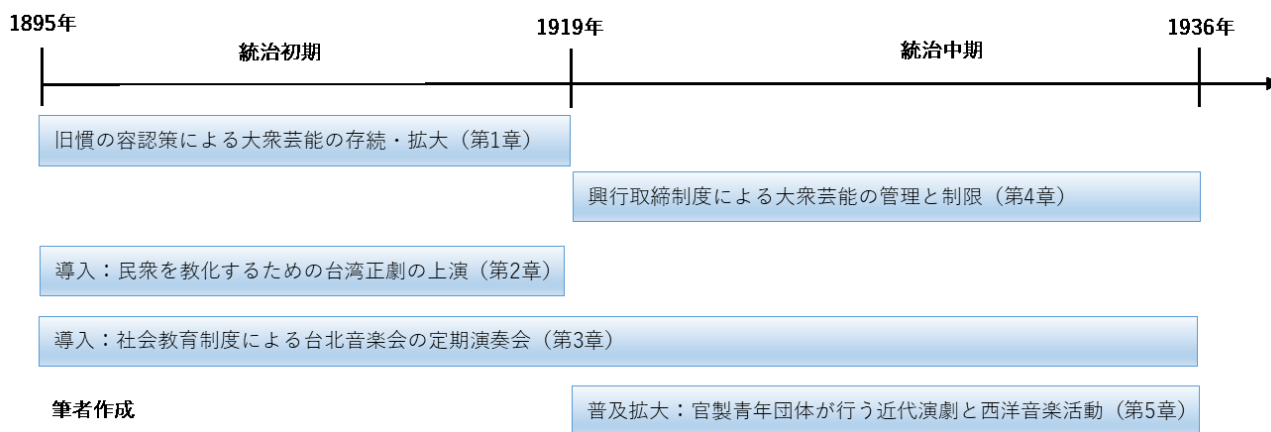 1895年 1919年 1936年
統治初期 統治中期
旧慣の容認策による大衆芸能の存続・拡大（第1章）
興行取締制度による大衆芸能の管理と制限（第4章）
導入：民衆を教化するための台湾正劇の上演（第2章）
導入：社会教育制度による台北音楽会の定期演奏会（第3章）
筆者作成 普及拡大：官製青年団体が行う近代演劇と西洋音楽活動（第5章）